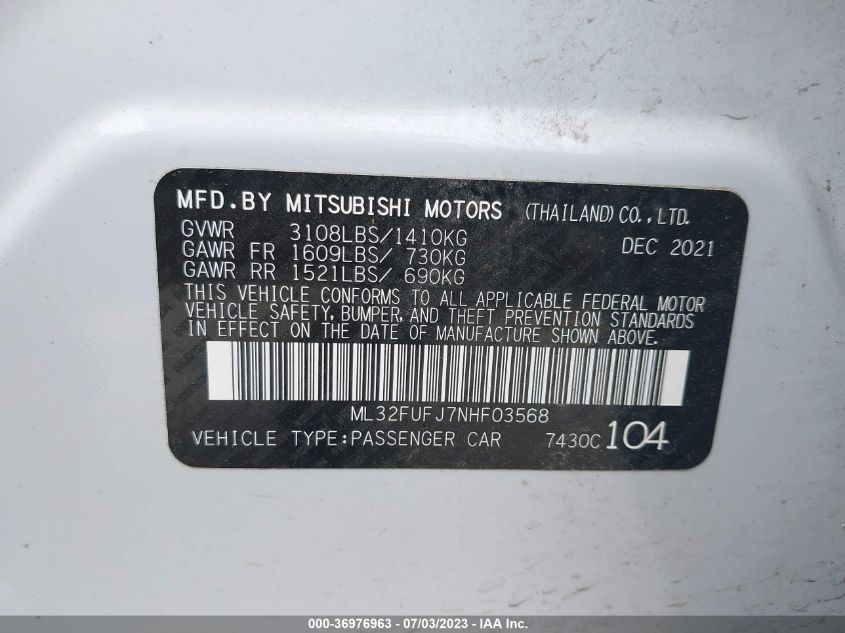 MFD.BY MITSUBISHI MOTORS (THAILAND) CO.,LTD.
GVWR 3108LBS/1410KG DEC 2021
GAWR FR 1609LBS/ 730KG
GAWR RR 1521LBS/ 690KG
THIS VEHICLE CONFORMS TO ALL APPLICABLE FEDERAL MOTOR
VEHICLE SAFETY, BUMPER, AND THEFT PREVENTION STANDARDS
IN EFFECT ON THE DATE OF MANUFACTURE SHOWN ABOVE.
ML32FUFJ7NHF03568
VEHICLE TYPE:PASSENGER CAR 7430C 104
000-36976963 - 07/03/2023 - IAA Inc.